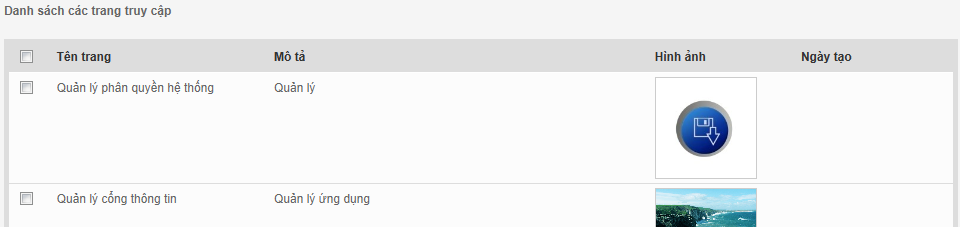 Danh sách các trang truy cập
Tên trang Mô tả Hình ảnh Ngày tạo
Quản lý phân quyền hệ thống Quản lý
Quản lý cổng thông tin Quản lý ứng dụng